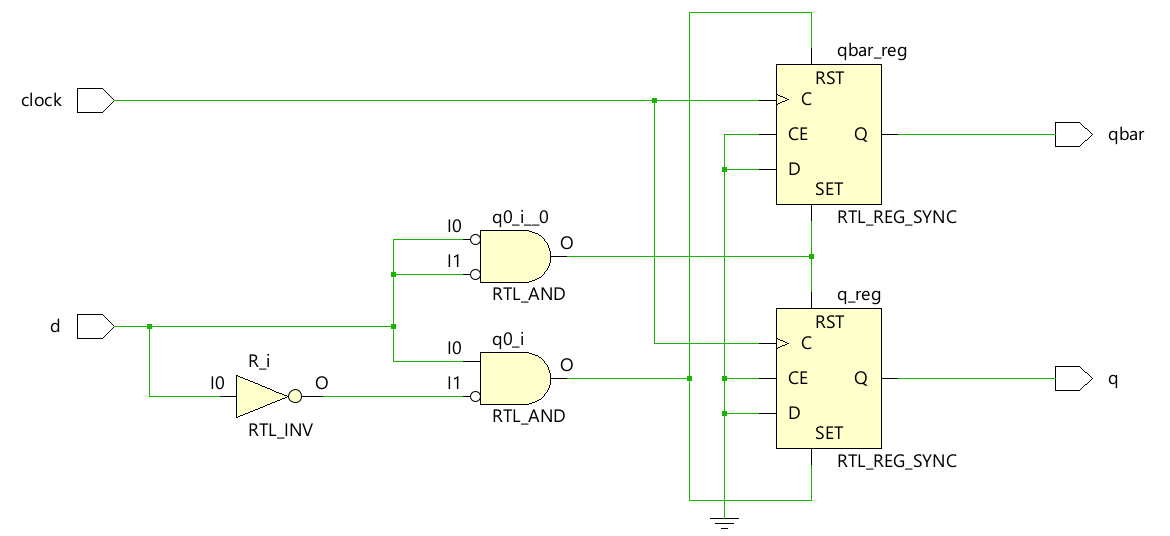 qbar_reg
RST
clock
C
CE
Q
qbar
D
SET
RTL_REG_SYNC
q0_i__0
I0
O
I1
RTL_AND
q_reg
RST
d
q0_i
C
I0
O
R_i
CE
Q
q
I0
O
I1
D
RTL_AND
RTL_INV
SET
RTL_REG_SYNC